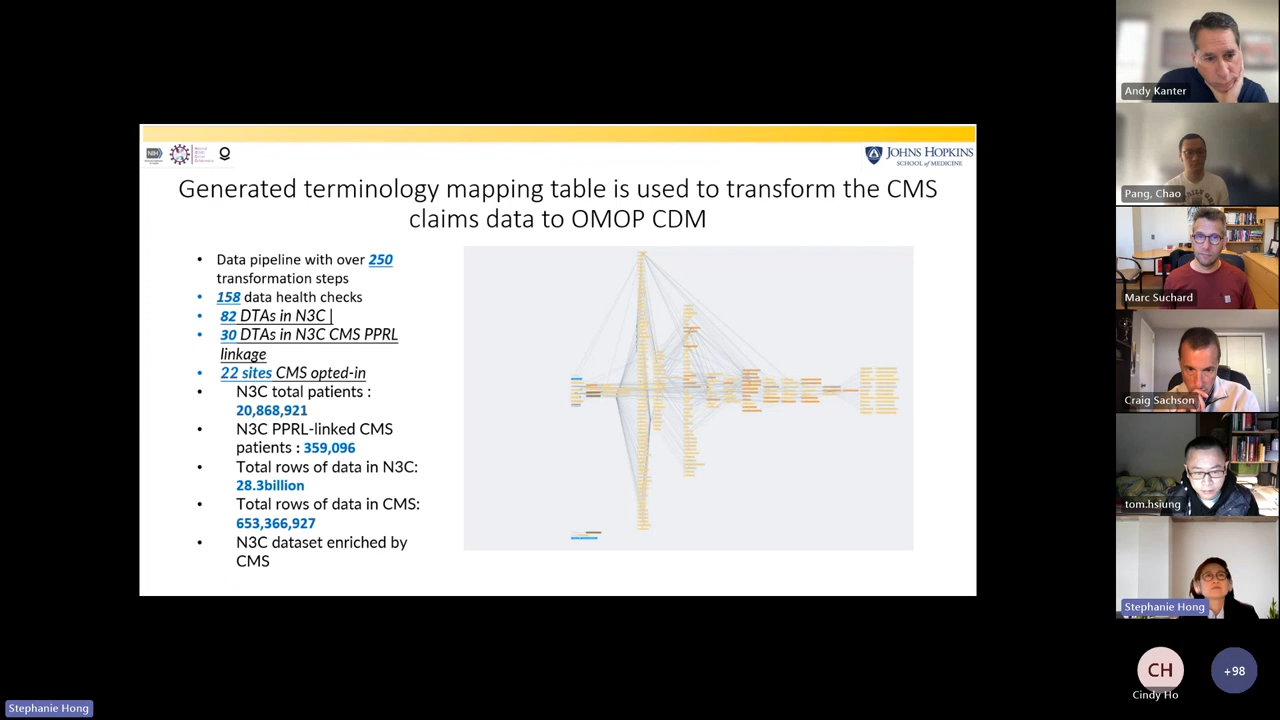 NIH
JOHNS HOPKINS
SCHOOL of MEDICINE
Generated terminology mapping table is used to transform the CMS
claims data to OMOP CDM
• Data pipeline with over 250
transformation steps
• 158 data health checks
• 82 DTAs in N3C |
• 30 DTAs in N3C CMS PPRL
linkage
• 22 sites CMS opted-in
• N3C total patients :
20,868,921
• N3C PPRL-linked CMS
patients : 359,096
• Total rows of data in N3C:
28.3billion
• Total rows of data in CMS:
653,366,927
• N3C dataset enriched by
CMS
Andy Kanter
Pang, Chao
Marc Suchard
Craig Sachson
tom.hsiung
Stephanie Hong
CH
+98
Cindy Ho
Stephanie Hong